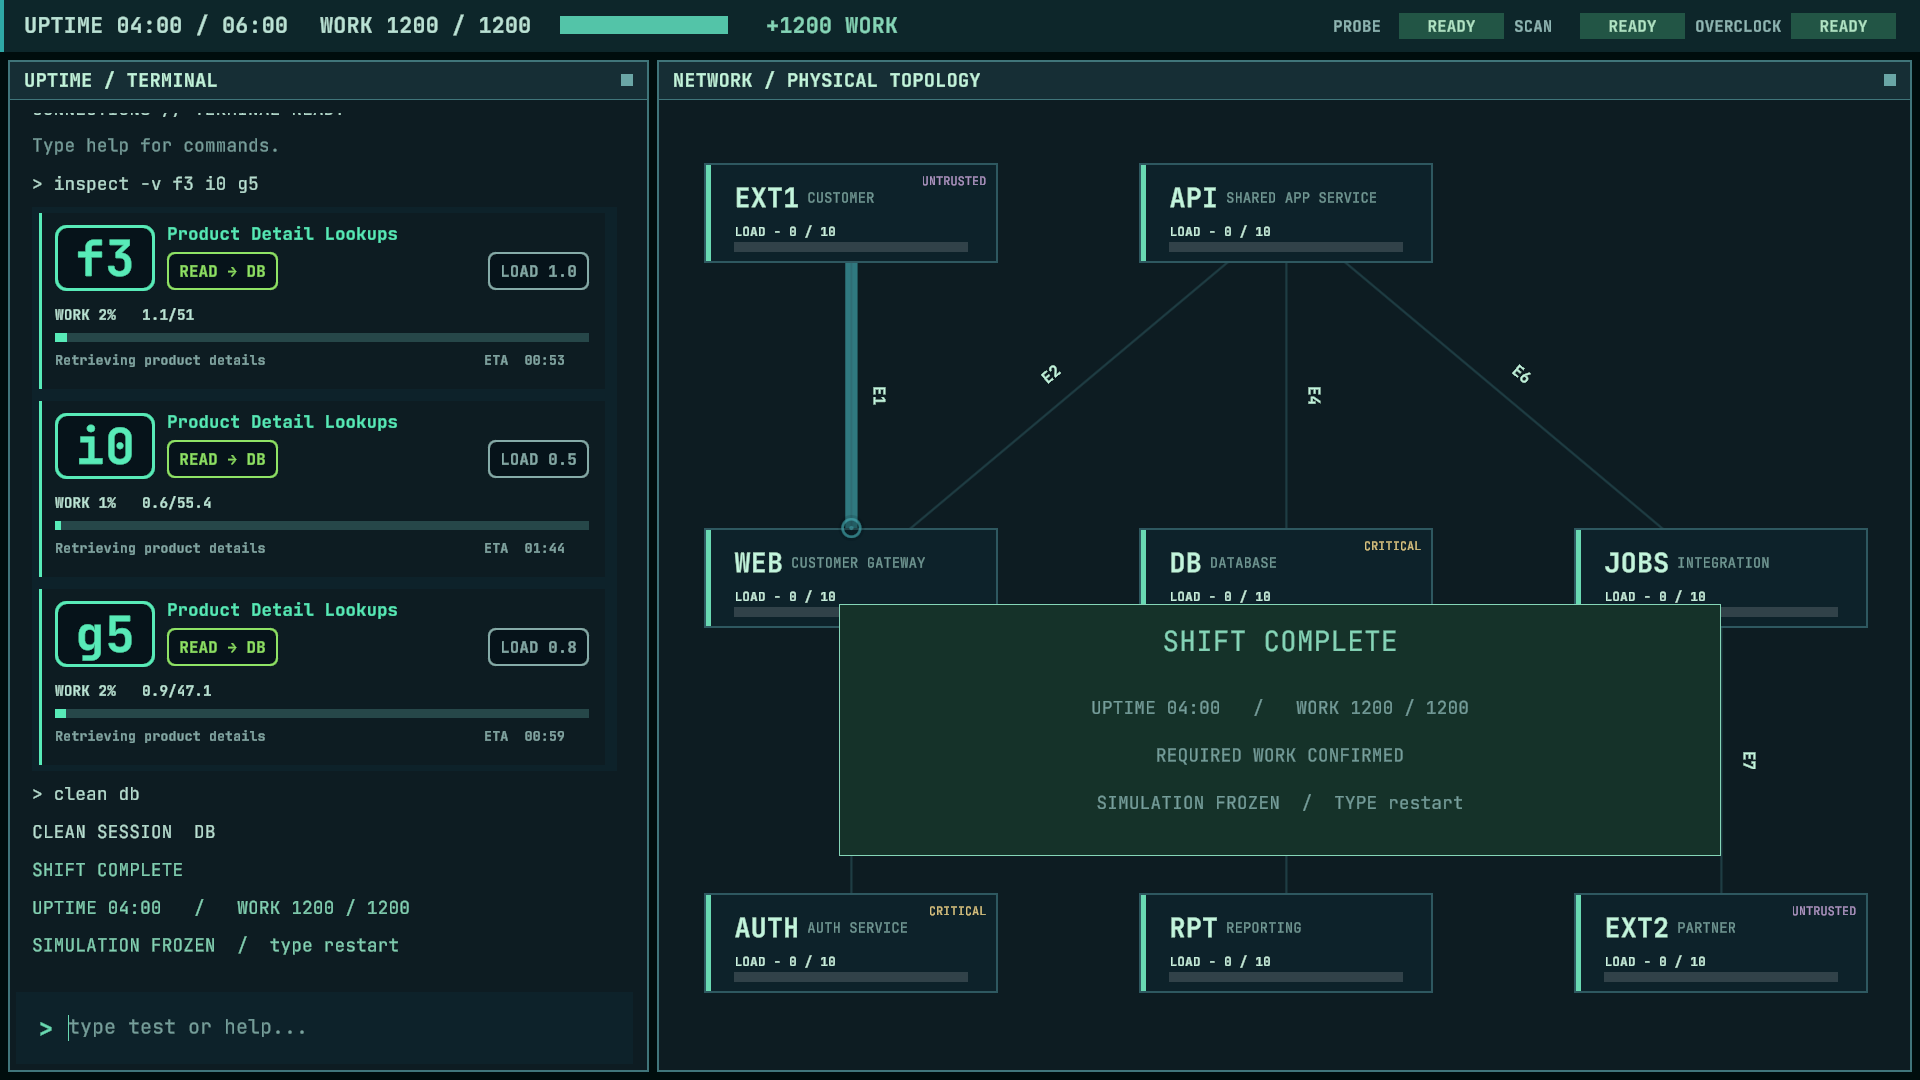 UPTIME 04:00 / 06:00 WORK 1200 / 1200 +1200 WORK PROBE READY SCAN READY OVERCLOCK READY
UPTIME / TERMINAL
Type help for commands.
> inspect -v f3 i0 g5
f3 Product Detail Lookups
READ → DB LOAD 1.0
WORK 2% 1.1/51
Retrieving product details ETA 00:53
i0 Product Detail Lookups
READ → DB LOAD 0.5
WORK 1% 0.6/55.4
Retrieving product details ETA 01:44
g5 Product Detail Lookups
READ → DB LOAD 0.8
WORK 2% 0.9/47.1
Retrieving product details ETA 00:59
> clean db
CLEAN SESSION DB
SHIFT COMPLETE
UPTIME 04:00 / WORK 1200 / 1200
SIMULATION FROZEN / type restart
> type test or help...
NETWORK / PHYSICAL TOPOLOGY
UNTRUSTED
EXT1 CUSTOMER
LOAD - 0 / 10
API SHARED APP SERVICE
LOAD - 0 / 10
E1
E2
E4
E6
WEB CUSTOMER GATEWAY
LOAD - 0 / 10
CRITICAL
DB DATABASE
LOAD - 0 / 10
JOBS INTEGRATION
LOAD - 0 / 10
SHIFT COMPLETE
UPTIME 04:00 / WORK 1200 / 1200
REQUIRED WORK CONFIRMED
SIMULATION FROZEN / TYPE restart
E7
CRITICAL
AUTH AUTH SERVICE
LOAD - 0 / 10
RPT REPORTING
LOAD - 0 / 10
UNTRUSTED
EXT2 PARTNER
LOAD - 0 / 10